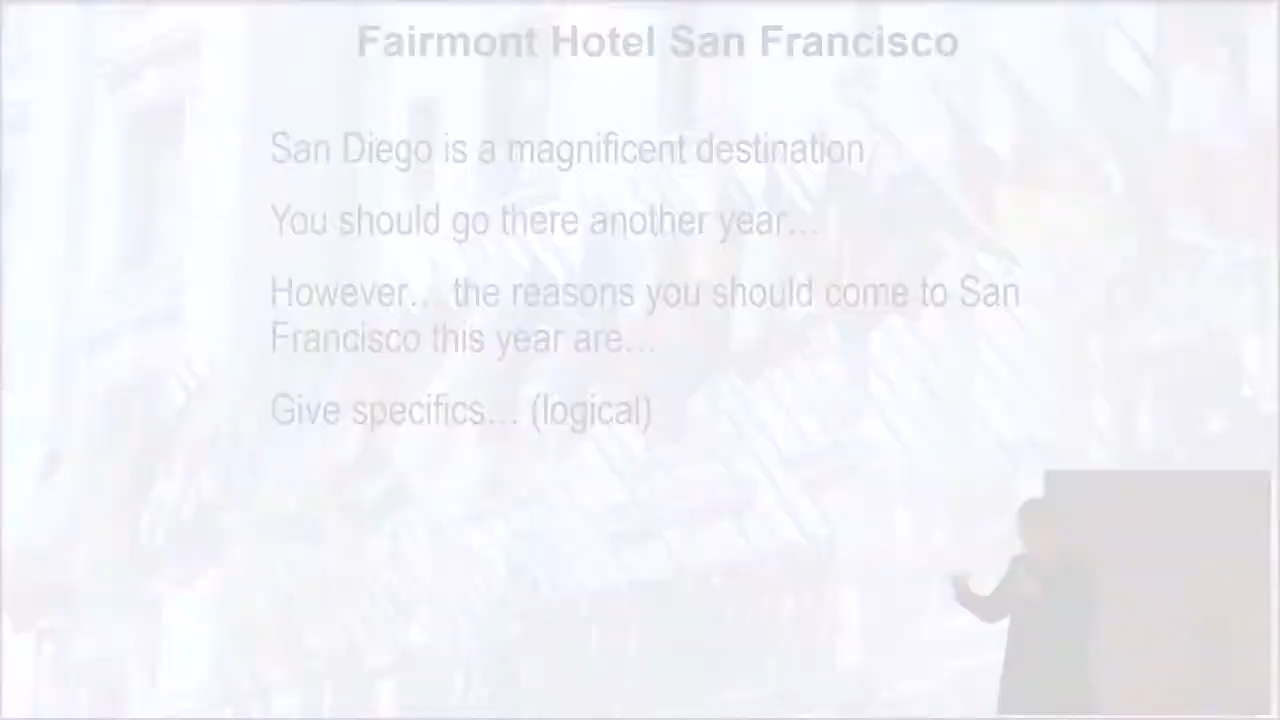 Fairmont Hotel San Francisco
San Diego is a magnificent destination
You should go there another year...
However... the reasons you should come to San
Francisco this year are...
Give specifics... (logical)